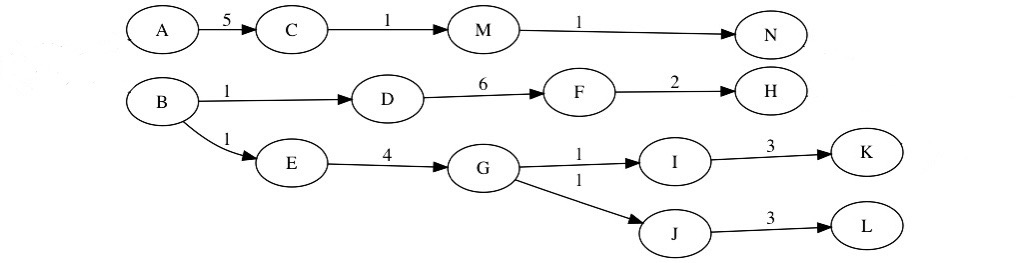 A 5 C 1 M 1 N
B 1 D 6 F 2 H
1 E 4 G 1 I 3 K
1 J 3 L